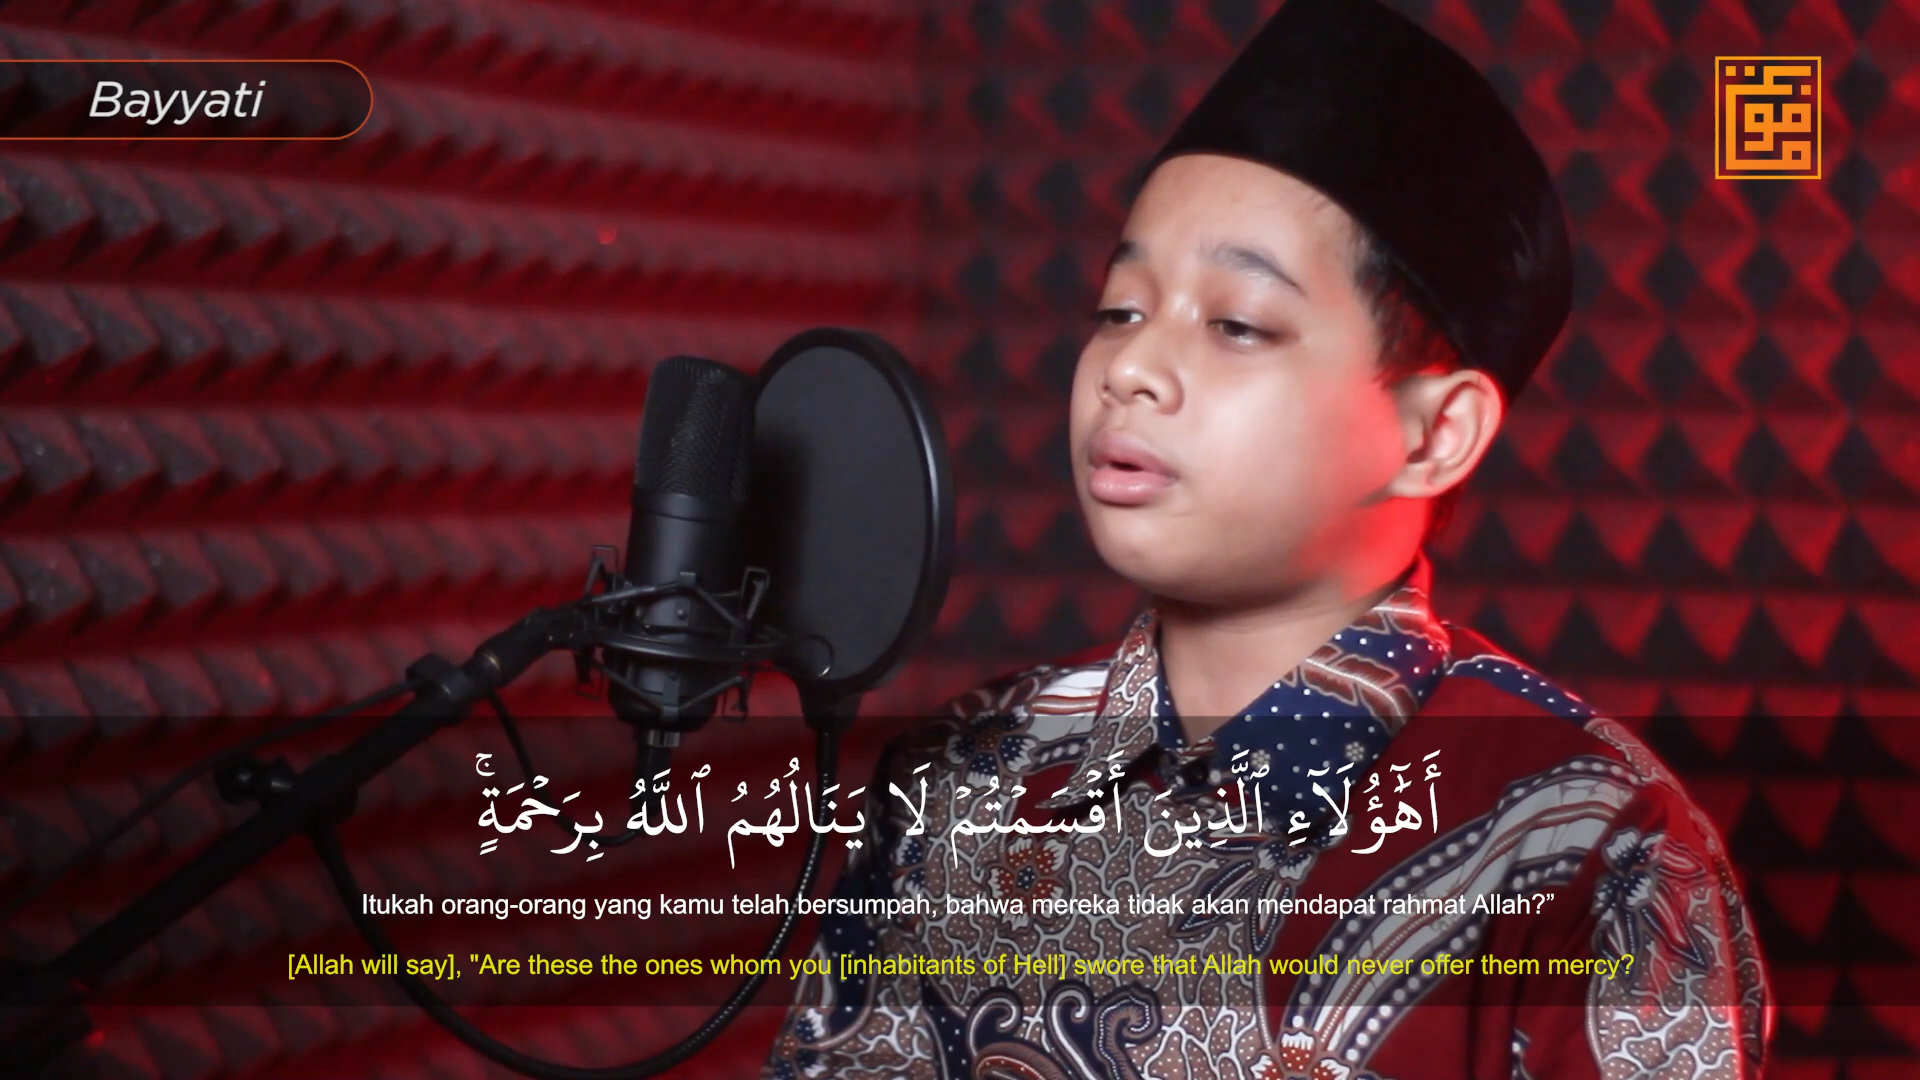 Bayyati
أَهَٰٓؤُلَآءِ ٱلَّذِينَ أَقۡسَمۡتُمۡ لَا يَنَالُهُمُ ٱللَّهُ بِرَحۡمَةٍۚ
Itukah orang-orang yang kamu telah bersumpah, bahwa mereka tidak akan mendapat rahmat Allah?”
[Allah will say], "Are these the ones whom you [inhabitants of Hell] swore that Allah would never offer them mercy?